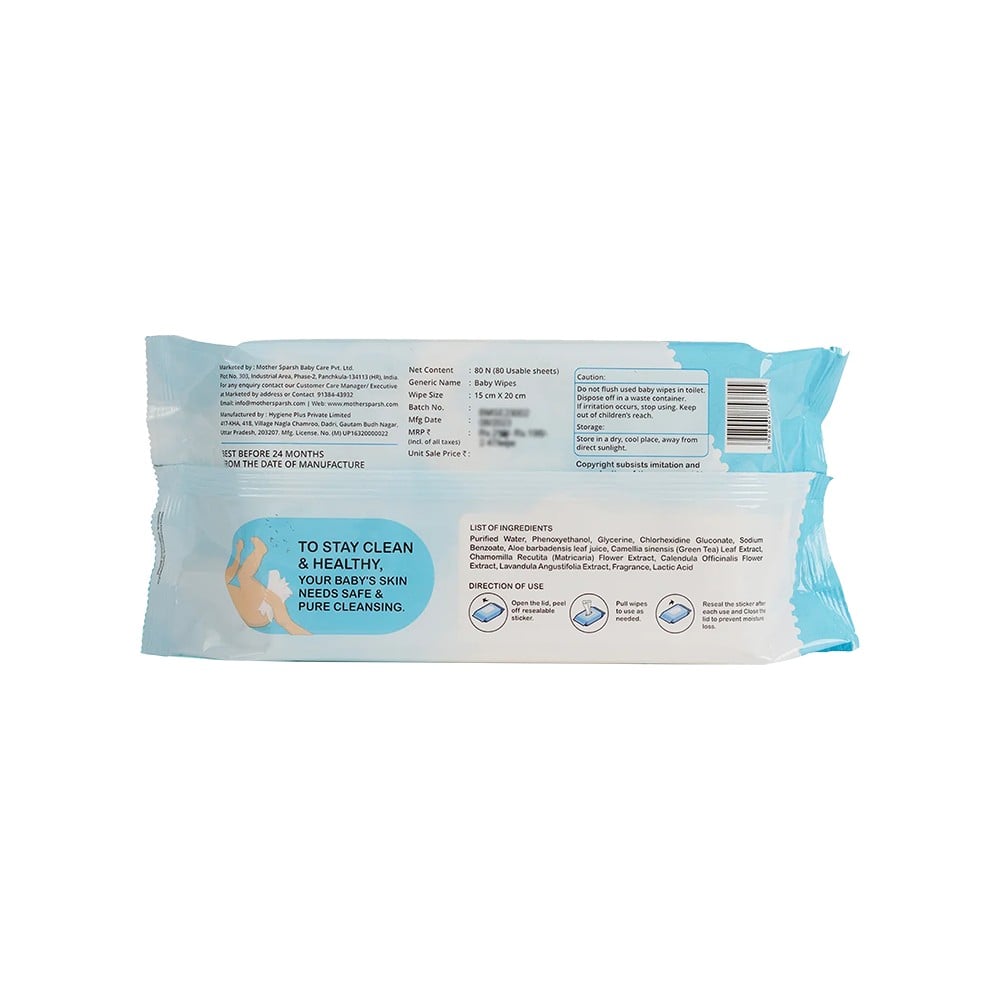 Marketed by : Mother Sparsh Baby Care Pvt. Ltd.
Plot No. 303, Industrial Area, Phase-2, Panchkula-134113 (HR), India.
For any enquiry contact our Customer Care Manager/ Executive
at Marketed by address or Contact 91384-43932
Email: info@mothersparsh.com | Web: www.mothersparsh.com
Manufactured by : Hygiene Plus Private Limited
417-KHA, 418, Village Nagla Chamroo, Dadri, Gautam Budh Nagar,
Uttar Pradesh, 203207. Mfg. License. No. (M) UP16320000022
BEST BEFORE 24 MONTHS
FROM THE DATE OF MANUFACTURE
Net Content : 80 N (80 Usable sheets)
Generic Name : Baby Wipes
Wipe Size : 15 cm X 20 cm
Batch No. :
Mfg Date :
MRP ₹ :
(Incl. of all taxes)
Unit Sale Price ₹ :
Caution:
Do not flush used baby wipes in toilet.
Dispose off in a waste container.
If irritation occurs, stop using. Keep
out of children's reach.
Storage:
Store in a dry, cool place, away from
direct sunlight.
Copyright subsists imitation and
TO STAY CLEAN
& HEALTHY,
YOUR BABY'S SKIN
NEEDS SAFE &
PURE CLEANSING.
LIST OF INGREDIENTS
Purified Water, Phenoxyethanol, Glycerine, Chlorhexidine Gluconate, Sodium
Benzoate, Aloe barbadensis leaf juice, Camellia sinensis (Green Tea) Leaf Extract,
Chamomilla Recutita (Matricaria) Flower Extract, Calendula Officinalis Flower
Extract, Lavandula Angustifolia Extract, Fragrance, Lactic Acid
DIRECTION OF USE
Open the lid, peel
off resealable
sticker.
Pull wipes
to use as
needed.
Reseal the sticker after
each use and Close the
lid to prevent moisture
loss.